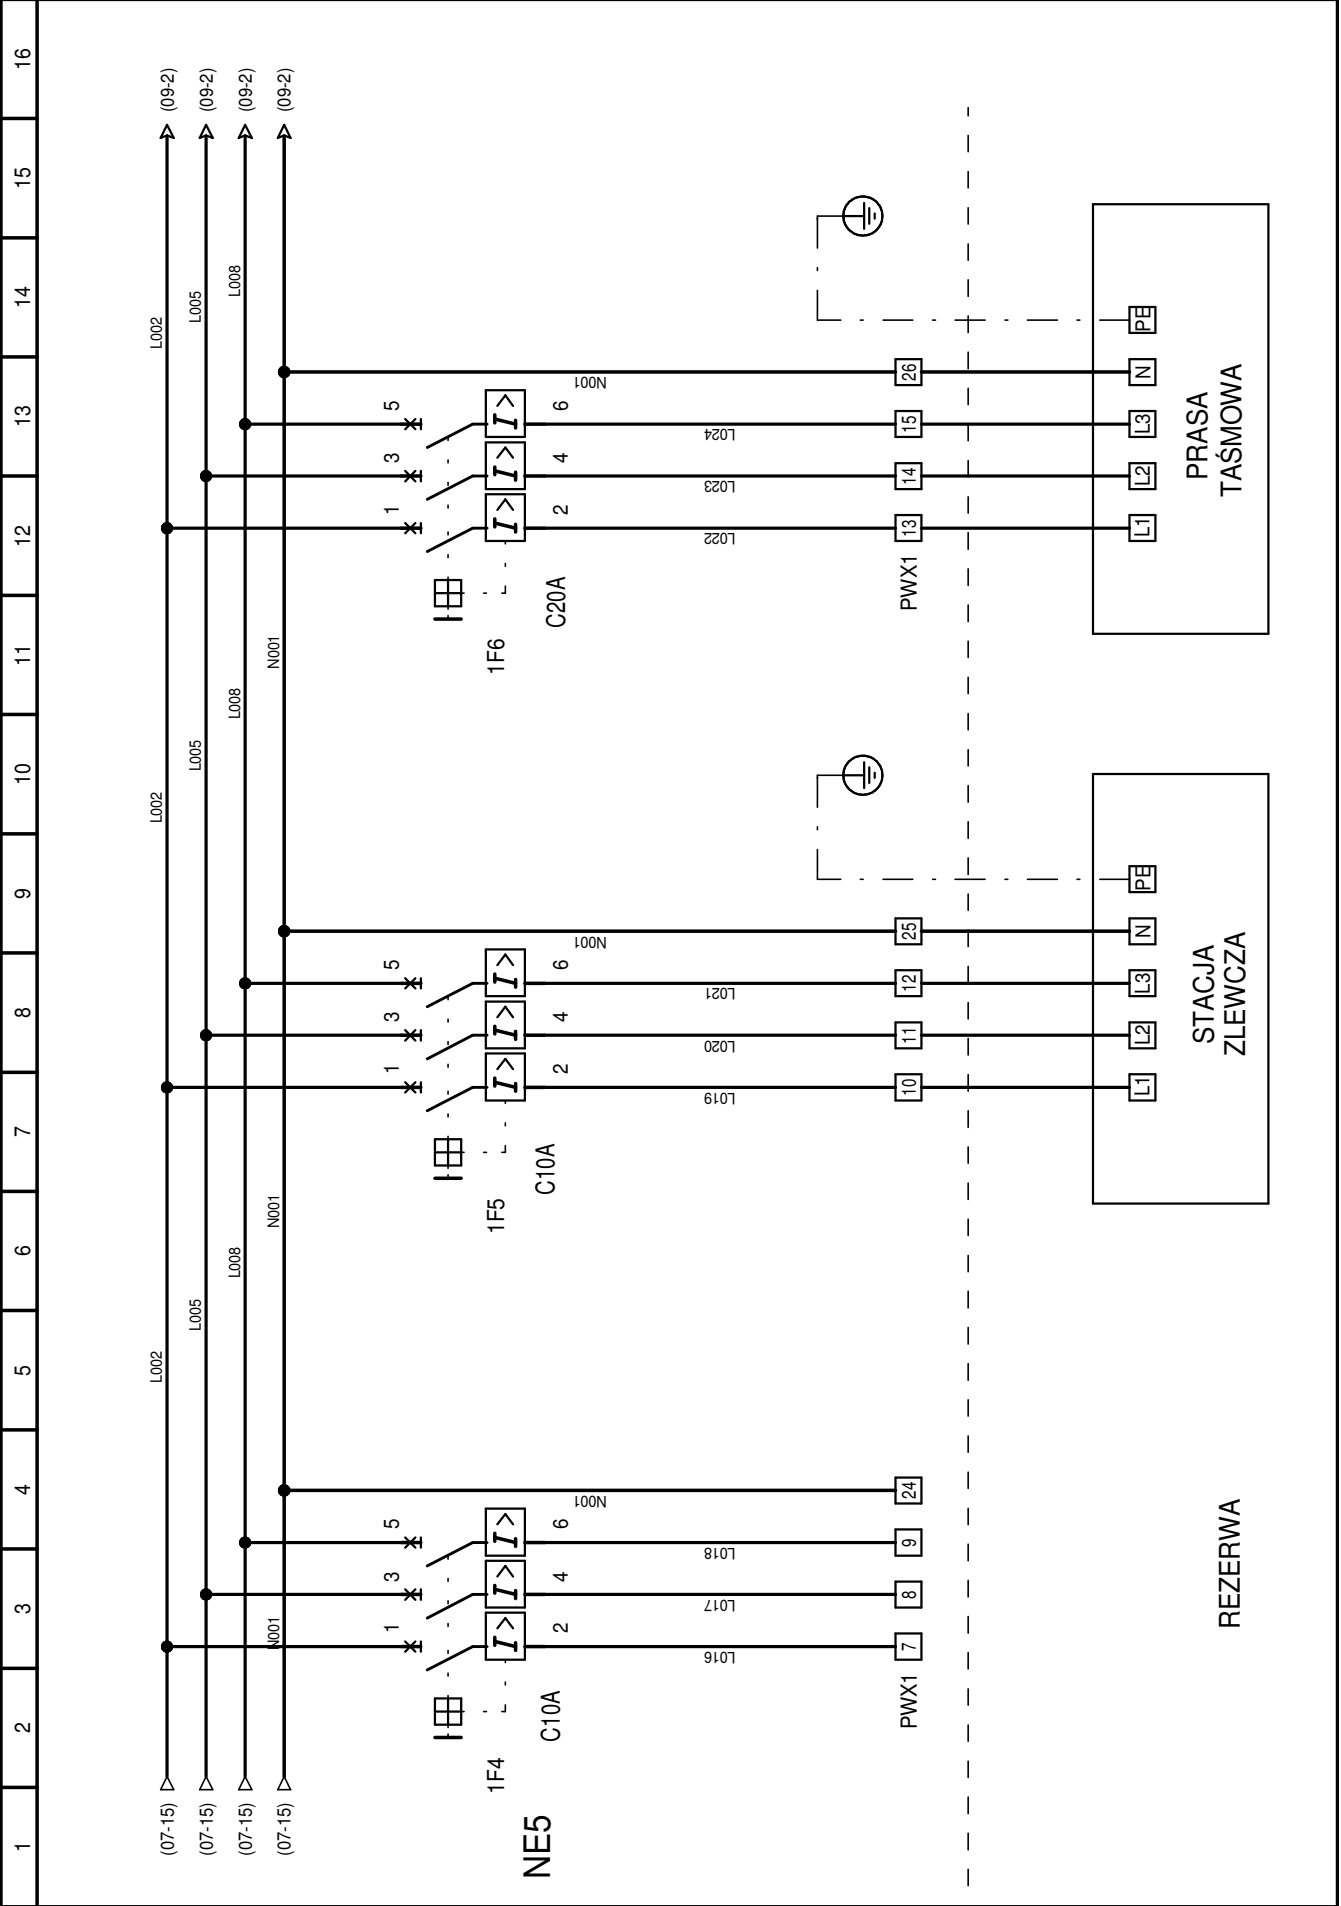 1 2 3 4 5 6 7 8 9 10 11 12 13 14 15 16
(07-15) L002 L002 L002 (09-2)
(07-15) L005 L005 L005 (09-2)
(07-15) L008 L008 L008 (09-2)
(07-15) N001 N001 N001 (09-2)
1 3 5 1 3 5 1 3 5
1F4 I> I> I> 1F5 I> I> I> 1F6 I> I> I>
NE5
C10A C10A C20A
2 4 6 2 4 6 2 4 6
N001 N001 N001
L016 L017 L018 L019 L020 L021 L022 L023 L024
PWX1 7 8 9 24 10 11 12 25 PWX1 13 14 15 26
L1 L2 L3 N PE L1 L2 L3 N PE
STACJA
ZLEWCZA
PRASA
TAŚMOWA
REZERWA